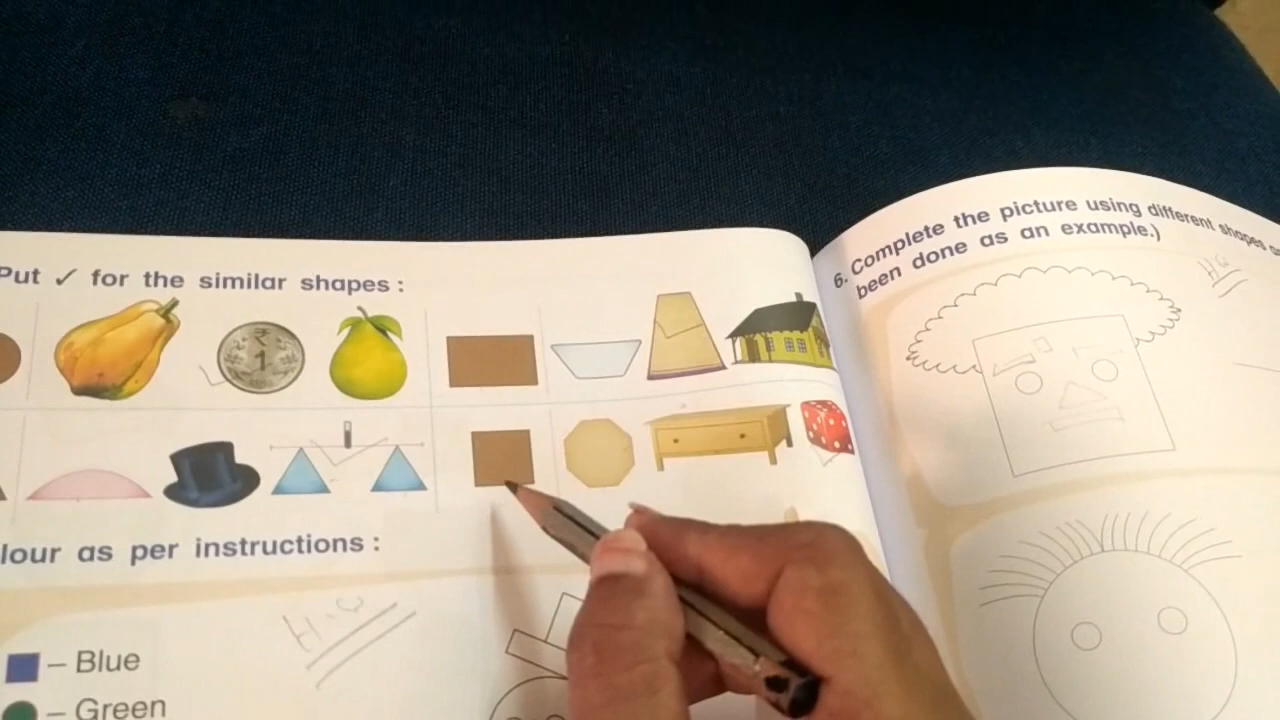 Put ✓ for the similar shapes :
₹
1
lour as per instructions :
H.W
– Blue
– Green
6. Complete the picture using different shapes
been done as an example.)
H.W